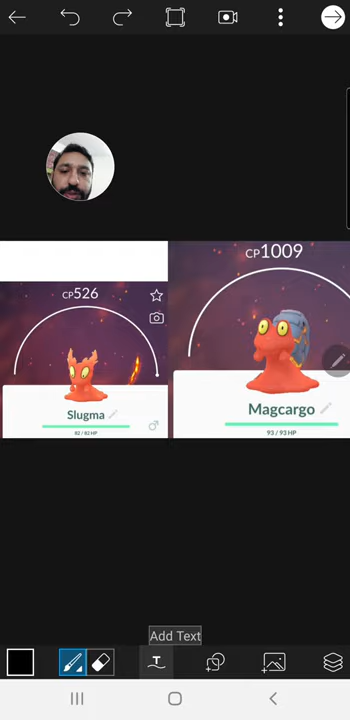 CP1009
CP526
Slugma
82 / 82 HP
Magcargo
93 / 93 HP
Add Text
T